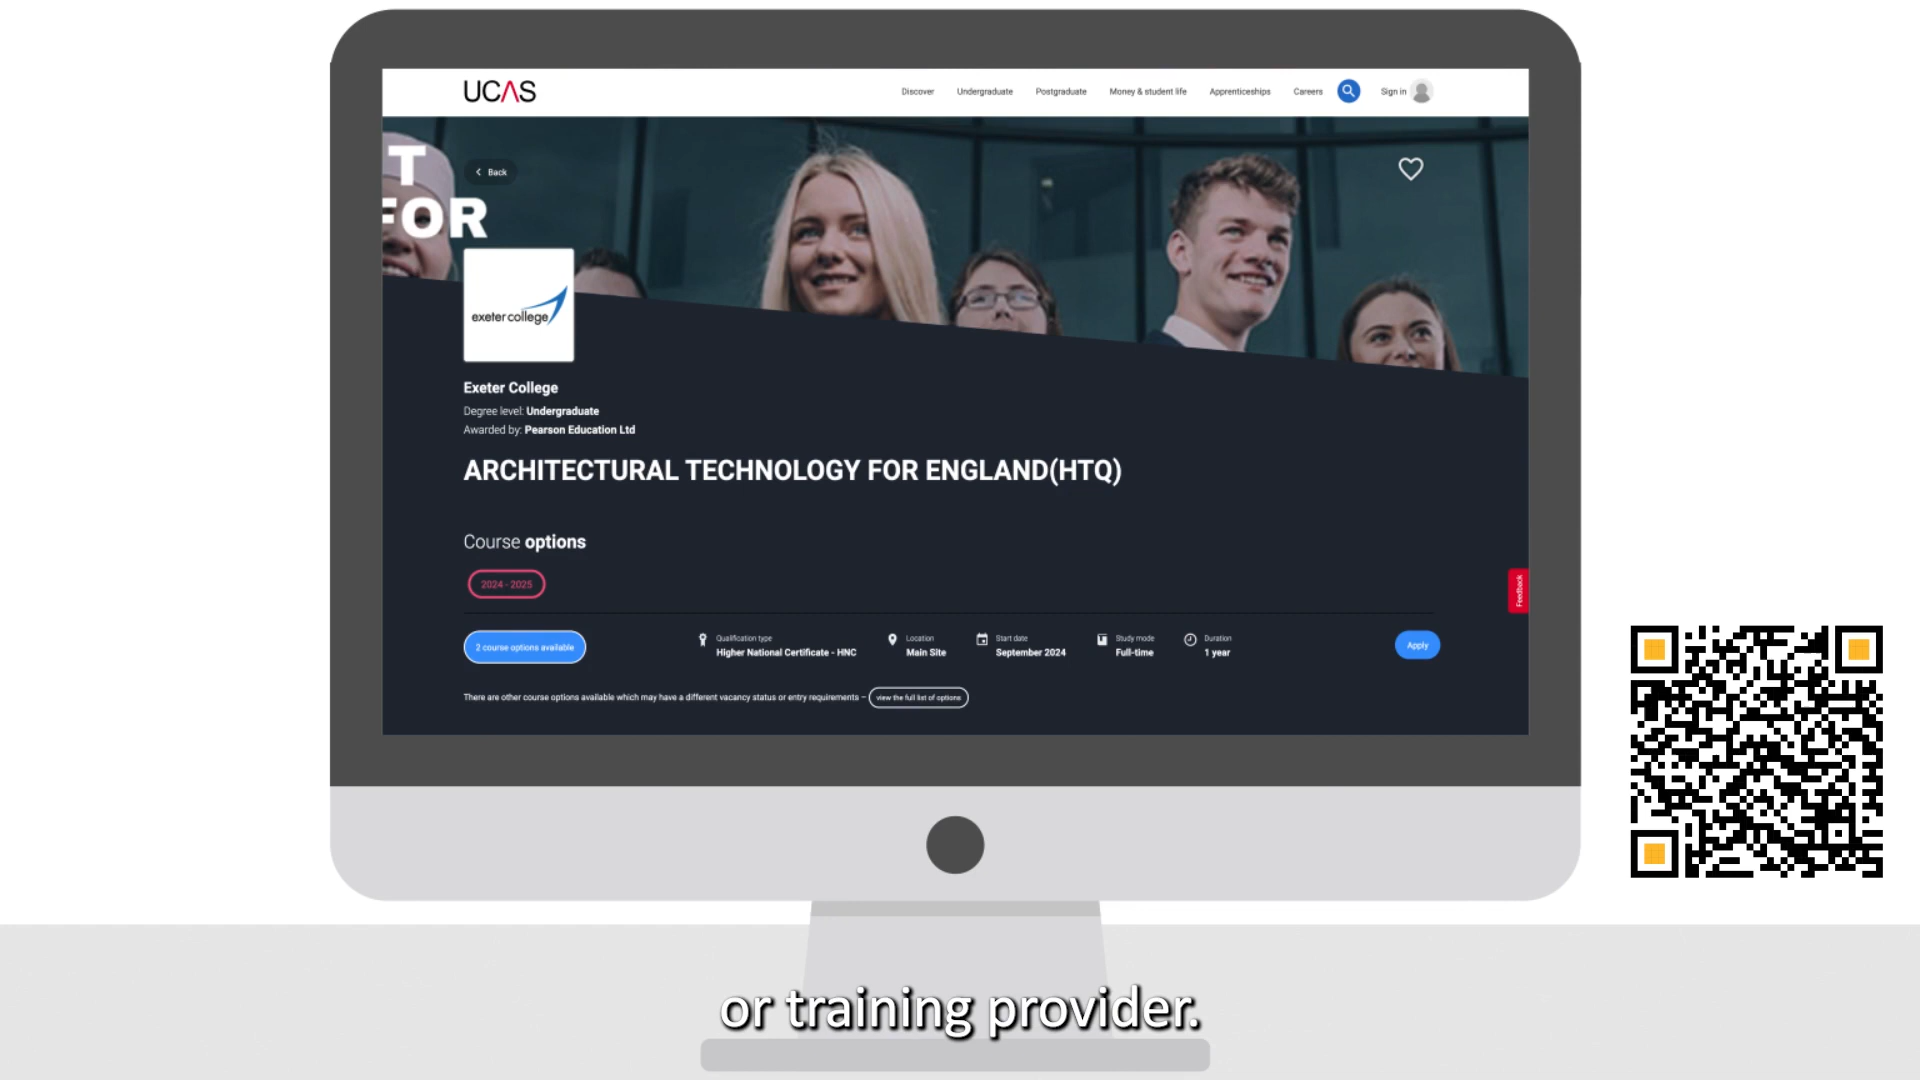 UCAS
Discover Undergraduate Postgraduate Money & student life Apprenticeships Careers Sign in
T
FOR
Back
exeter college
Exeter College
Degree level: Undergraduate
Awarded by: Pearson Education Ltd
ARCHITECTURAL TECHNOLOGY FOR ENGLAND(HTQ)
Course options
2024 - 2025
Feedback
2 course options available
Qualification type
Higher National Certificate - HNC
Location
Main Site
Start date
September 2024
Study mode
Full-time
Duration
1 year
Apply
There are other course options available which may have a different vacancy status or entry requirements – view the full list of options
or training provider.